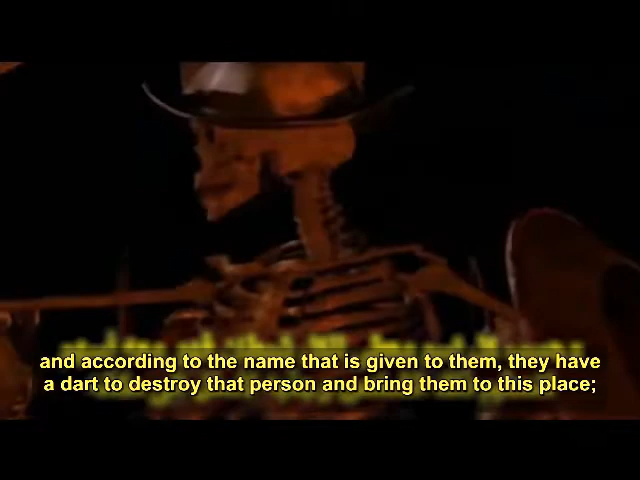 and according to the name that is given to them, they have
a dart to destroy that person and bring them to this place;